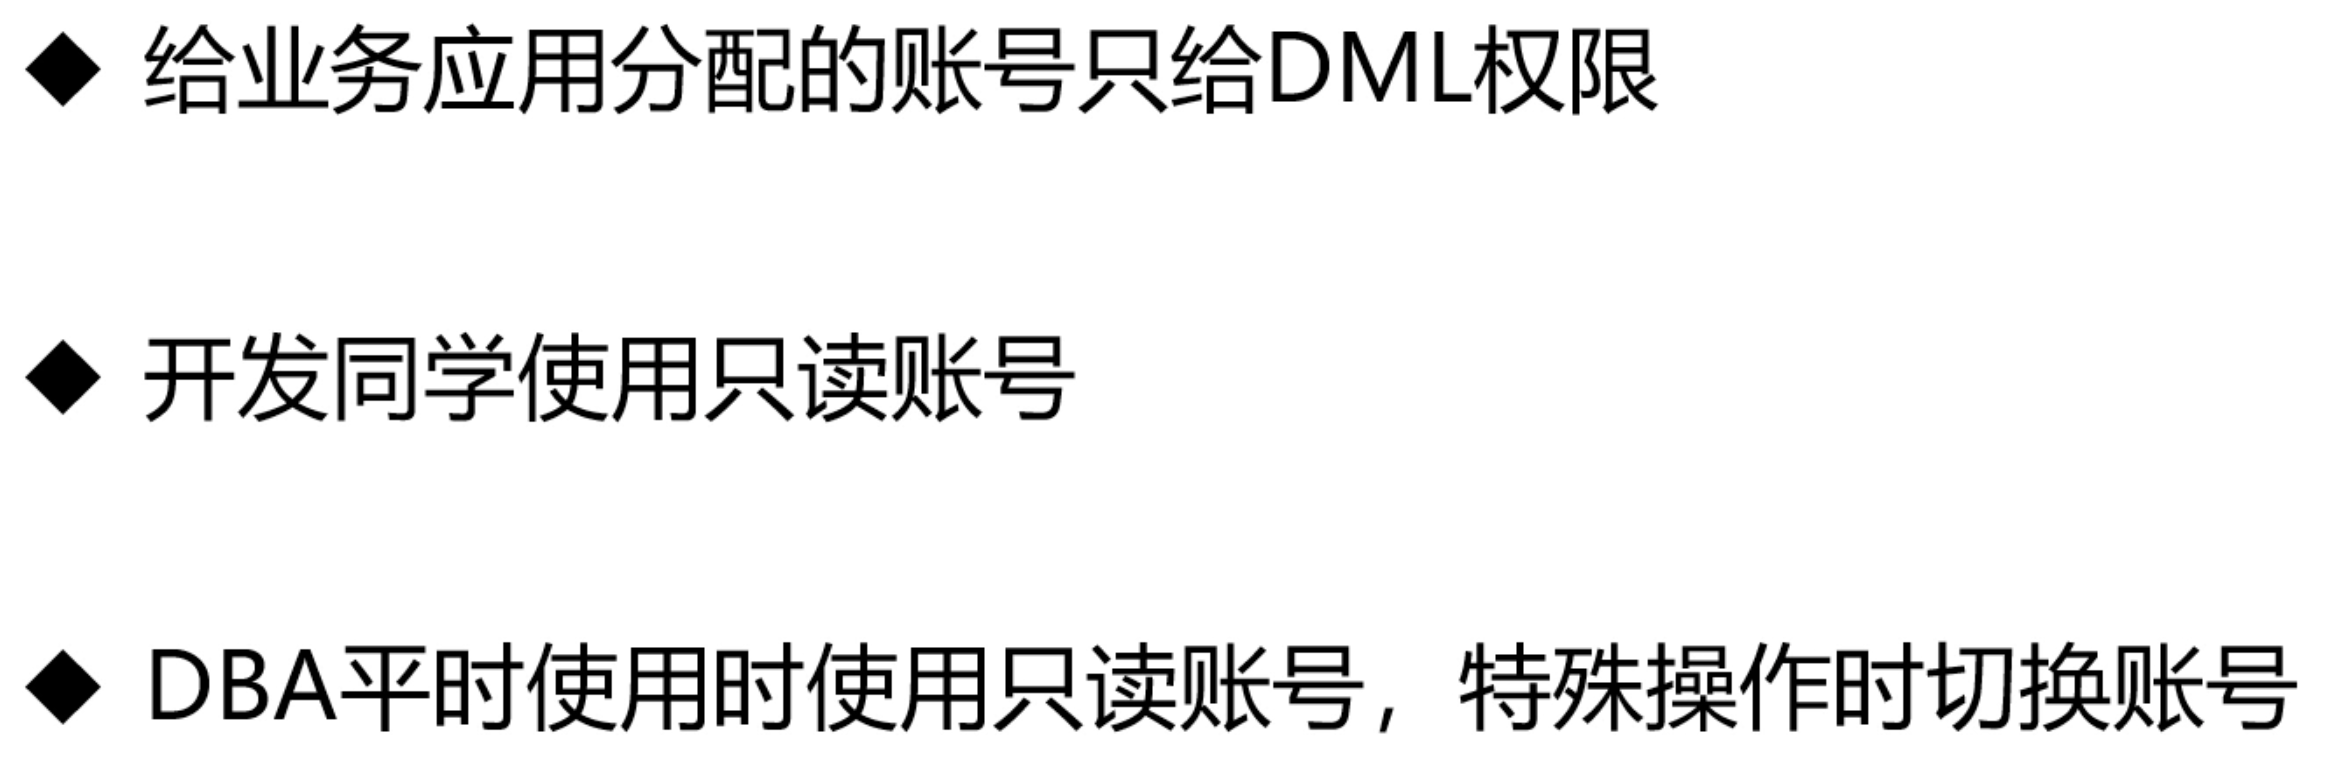 ◆ 给业务应用分配的账号只给DML权限
◆ 开发同学使用只读账号
◆ DBA平时使用时使用只读账号，特殊操作时切换账号